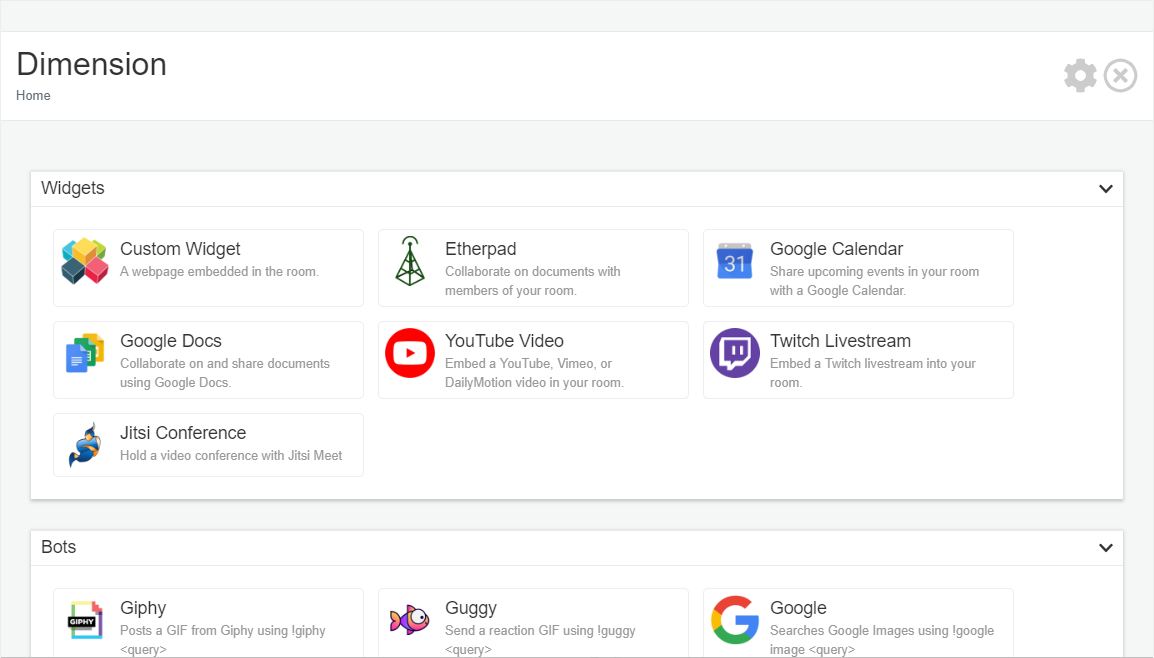 Dimension
Home
Widgets
Custom Widget
A webpage embedded in the room.
Etherpad
Collaborate on documents with
members of your room.
31
Google Calendar
Share upcoming events in your room
with a Google Calendar.
Google Docs
Collaborate on and share documents
using Google Docs.
YouTube Video
Embed a YouTube, Vimeo, or
DailyMotion video in your room.
Twitch Livestream
Embed a Twitch livestream into your
room.
Jitsi Conference
Hold a video conference with Jitsi Meet
Bots
GIPHY
Giphy
Posts a GIF from Giphy using !giphy
<query>
Guggy
Send a reaction GIF using !guggy
<query>
G
Google
Searches Google Images using !google
image <query>